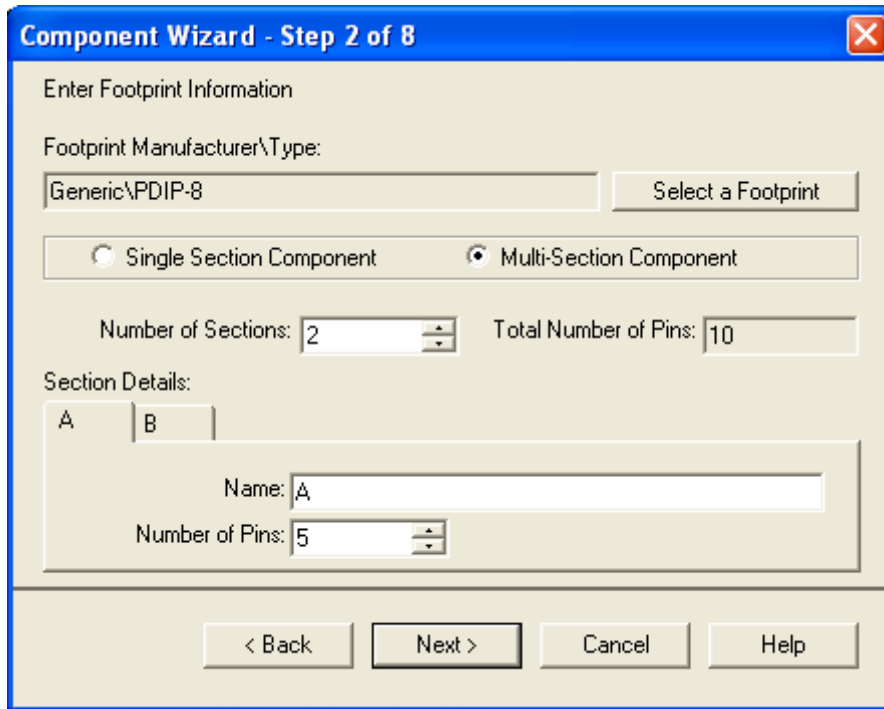 Component Wizard - Step 2 of 8
Enter Footprint Information
Footprint Manufacturer\Type:
Generic\PDIP-8 Select a Footprint
Single Section Component Multi-Section Component
Number of Sections: 2 Total Number of Pins: 10
Section Details:
A B
Name: A
Number of Pins: 5
< Back Next > Cancel Help